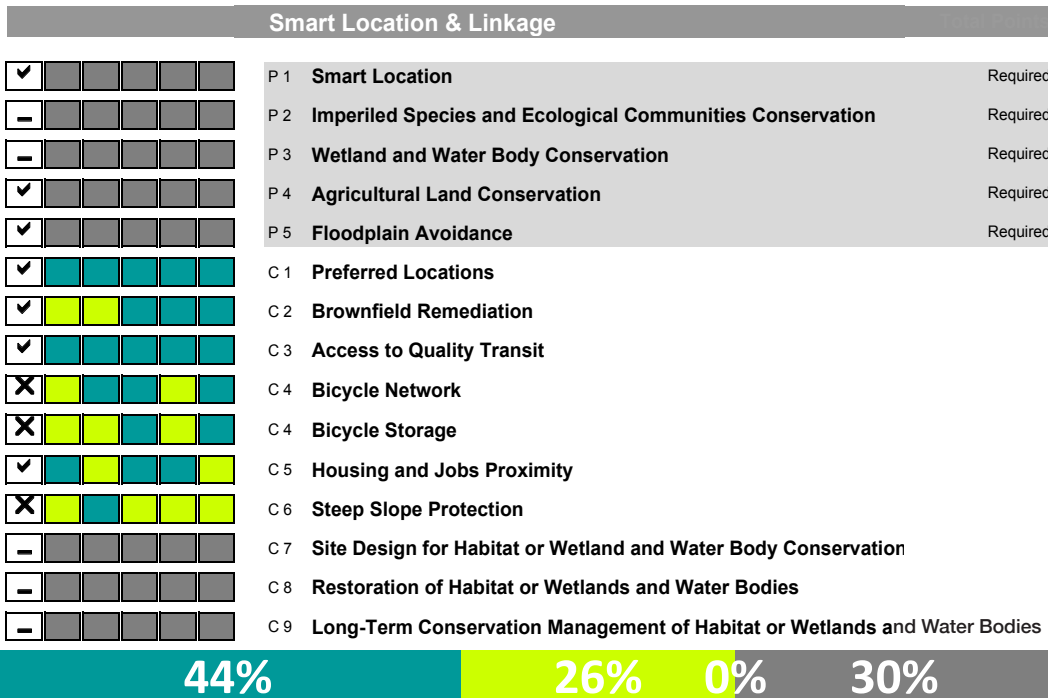 Smart Location & Linkage Total Points
P 1 Smart Location Required
P 2 Imperiled Species and Ecological Communities Conservation Required
P 3 Wetland and Water Body Conservation Required
P 4 Agricultural Land Conservation Required
P 5 Floodplain Avoidance Required
C 1 Preferred Locations
C 2 Brownfield Remediation
C 3 Access to Quality Transit
C 4 Bicycle Network
C 4 Bicycle Storage
C 5 Housing and Jobs Proximity
C 6 Steep Slope Protection
C 7 Site Design for Habitat or Wetland and Water Body Conservation
C 8 Restoration of Habitat or Wetlands and Water Bodies
C 9 Long-Term Conservation Management of Habitat or Wetlands and Water Bodies
44% 26% 0% 30%